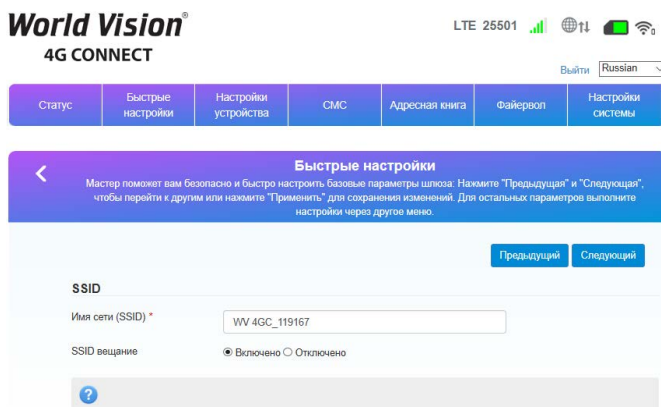 World Vision®
4G CONNECT
LTE 25501
Выйти Russian
Статус
Быстрые
настройки
Настройки
устройства
СМС
Адресная книга
Файервол
Настройки
системы
Быстрые настройки
Мастер поможет вам безопасно и быстро настроить базовые параметры шлюза: Нажмите "Предыдущая" и "Следующая",
чтобы перейти к другим или нажмите "Применить" для сохранения изменений. Для остальных параметров выполните
настройки через другое меню.
Предыдущий Следующий
SSID
Имя сети (SSID) * WV 4GC_119167
SSID вещание Включено Отключено
?